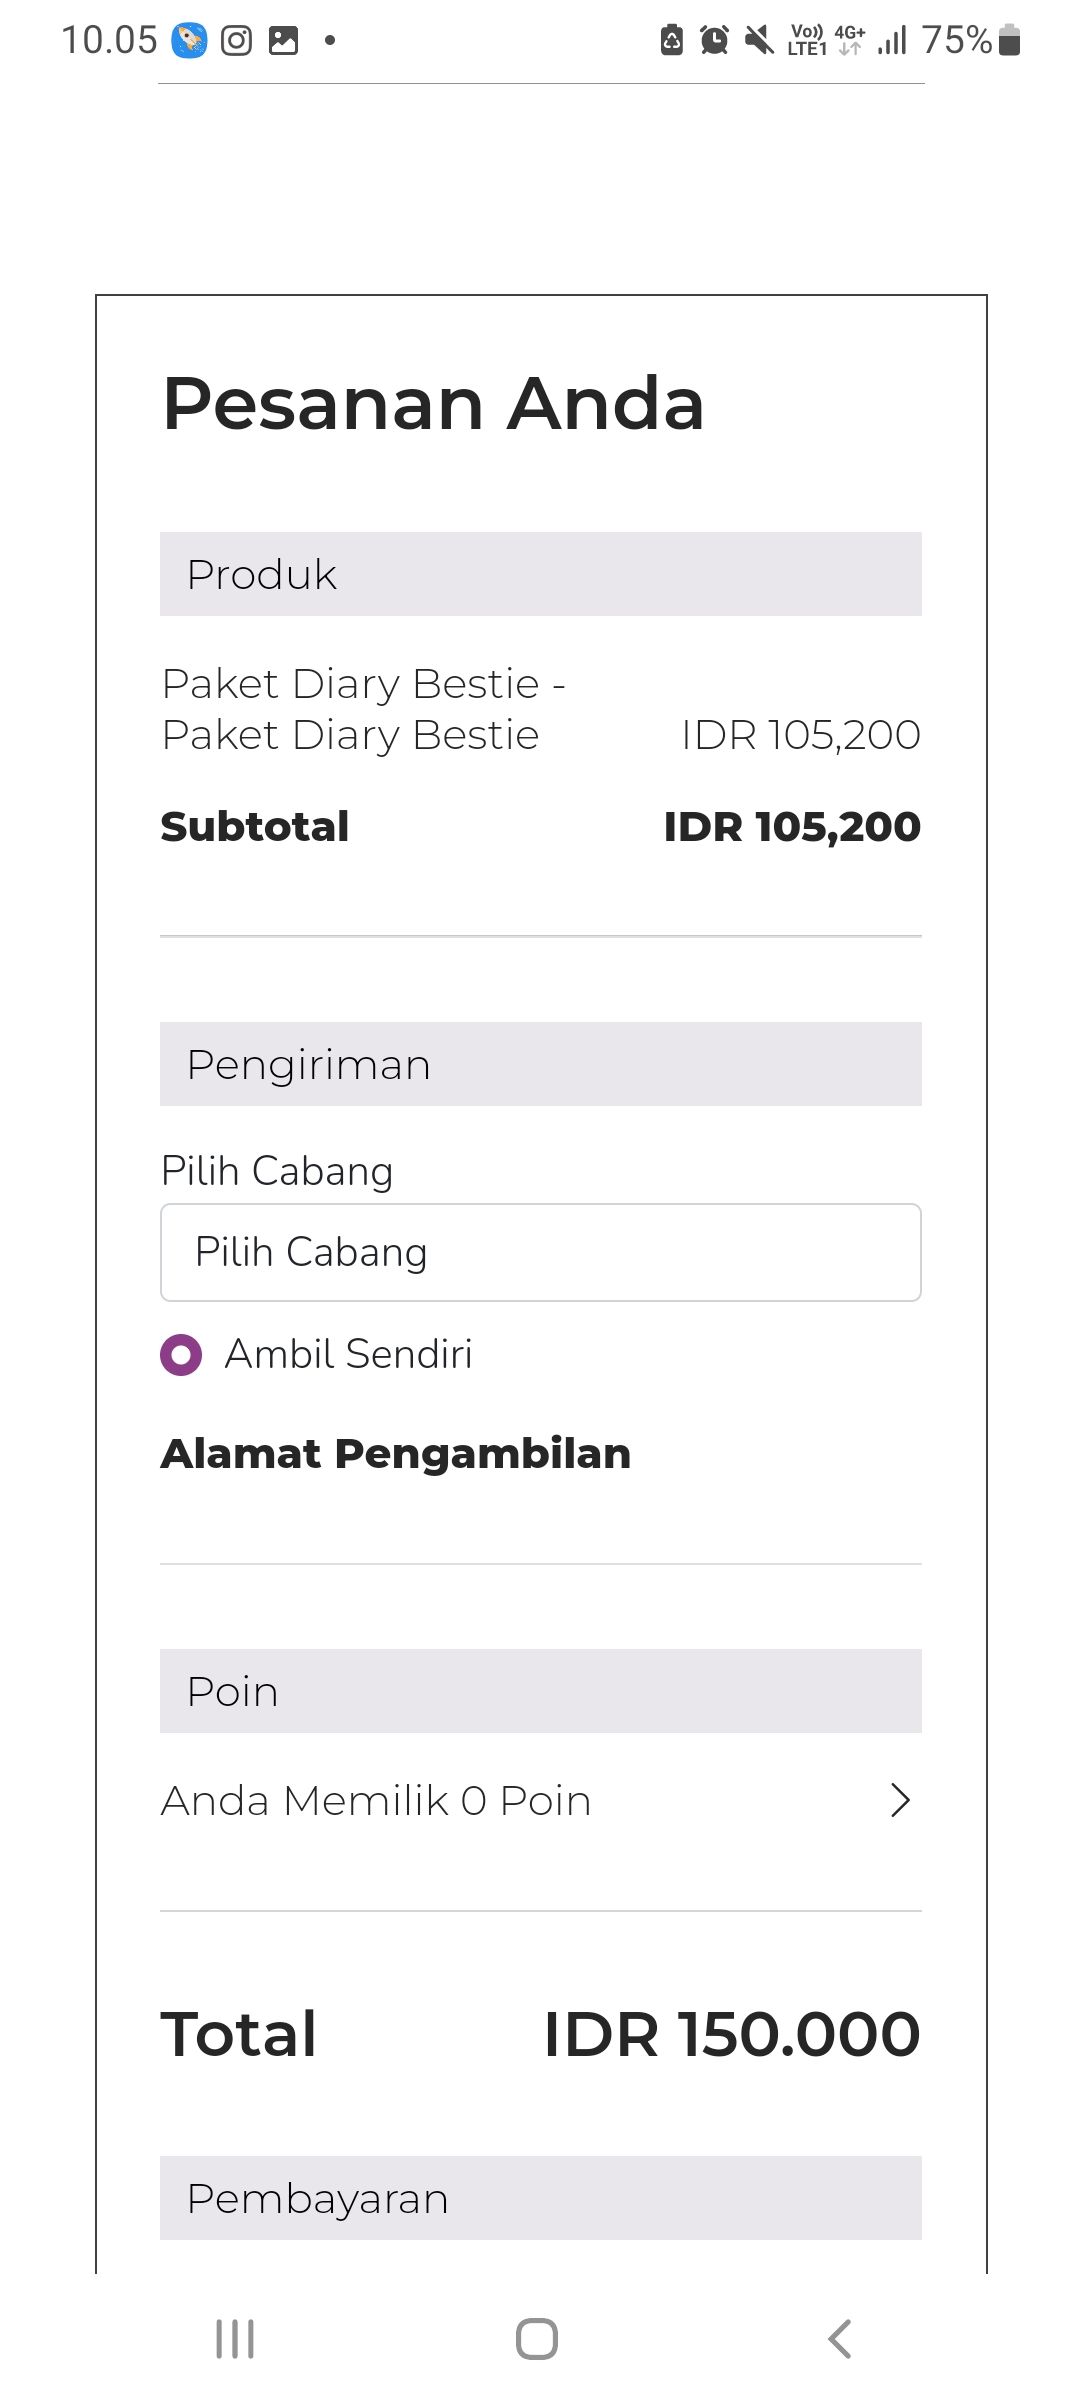 10.05
Vo)) LTE1 4G+ 75%
Pesanan Anda
Produk
Paket Diary Bestie -
Paket Diary Bestie IDR 105,200
Subtotal IDR 105,200
Pengiriman
Pilih Cabang
Pilih Cabang
Ambil Sendiri
Alamat Pengambilan
Poin
Anda Memilik 0 Poin
Total IDR 150.000
Pembayaran